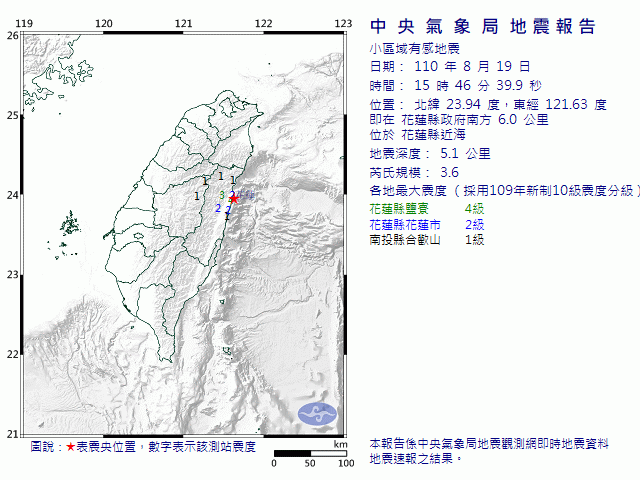 119 120 121 122 123
26
25
24
23
22
21
1 1 1
1 3 2
2 2
1
圖說：★表震央位置，數字表示該測站震度
km
0 50 100
中央氣象局地震報告
小區域有感地震
日期： 110 年 8 月 19 日
時間： 15 時 46 分 39.9 秒
位置： 北緯 23.94 度，東經 121.63 度
即在 花蓮縣政府南方 6.0 公里
位於 花蓮縣近海
地震深度： 5.1 公里
芮氏規模： 3.6
各地最大震度（採用109年新制10級震度分級）
花蓮縣鹽寮 4級
花蓮縣花蓮市 2級
南投縣合歡山 1級
本報告係中央氣象局地震觀測網即時地震資料
地震速報之結果。